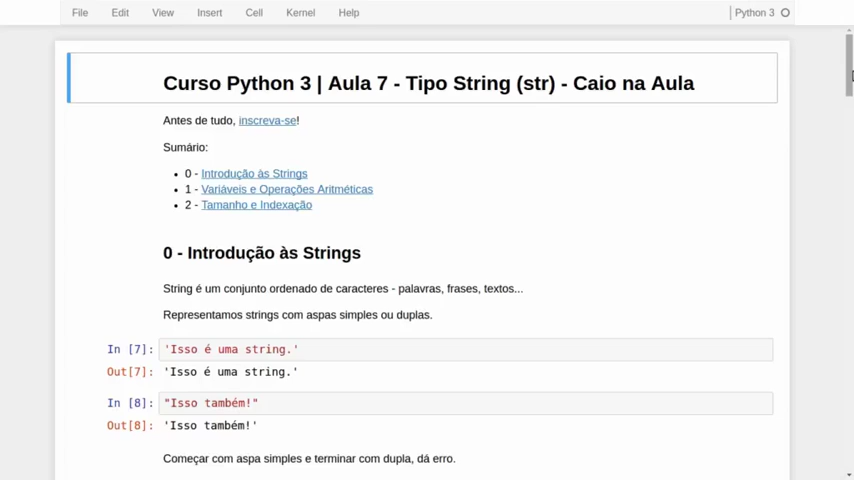 File Edit View Insert Cell Kernel Help Python 3
Curso Python 3 | Aula 7 - Tipo String (str) - Caio na Aula
Antes de tudo, inscreva-se!
Sumário:
• 0 - Introdução às Strings
• 1 - Variáveis e Operações Aritméticas
• 2 - Tamanho e Indexação
0 - Introdução às Strings
String é um conjunto ordenado de caracteres - palavras, frases, textos...
Representamos strings com aspas simples ou duplas.
In [7]: 'Isso é uma string.'
Out[7]: 'Isso é uma string.'
In [8]: "Isso também!"
Out[8]: 'Isso também!'
Começar com aspa simples e terminar com dupla, dá erro.